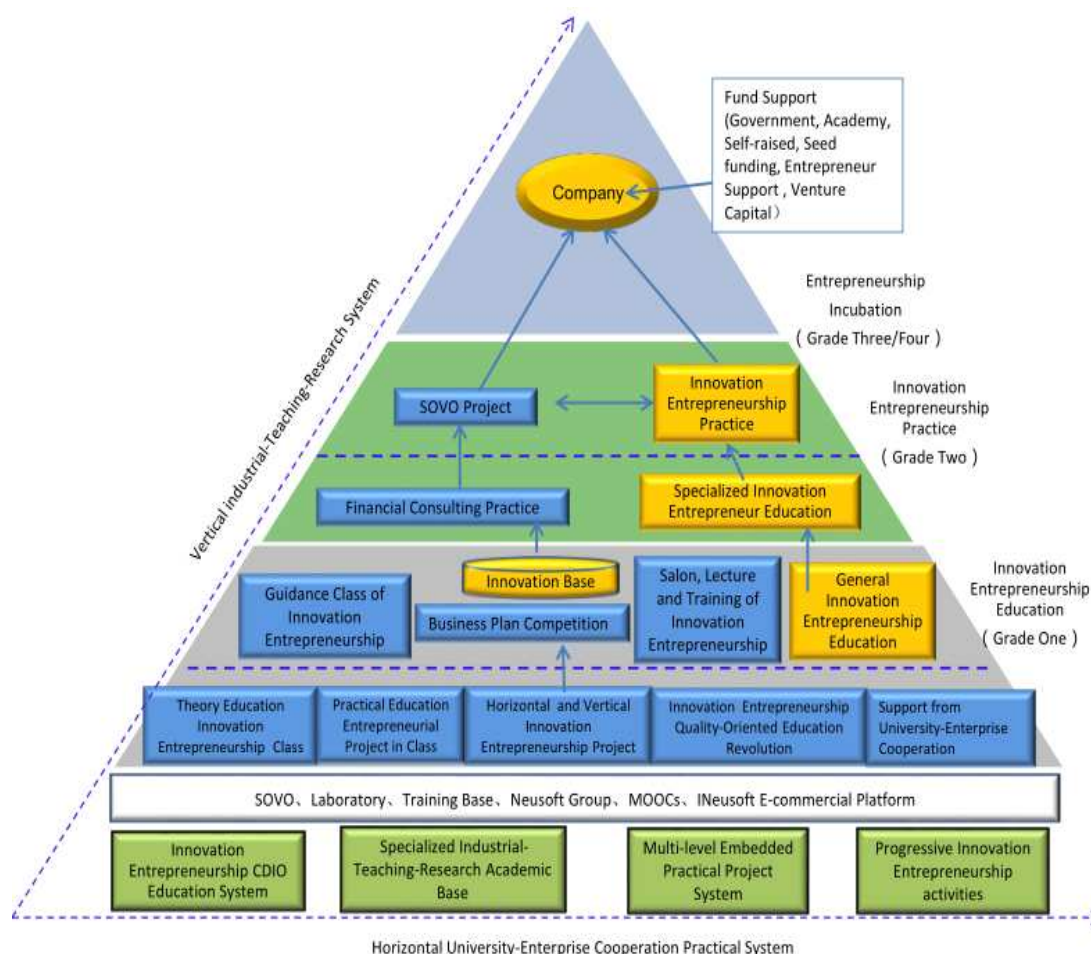 Fund Support
(Government, Academy,
Self-raised, Seed
funding, Entrepreneur
Support , Venture
Capital）
Company
Entrepreneurship
Incubation
( Grade Three/Four )
Vertical industrial-Teaching-Research System
SOVO Project
Innovation
Entrepreneurship
Practice
Innovation
Entrepreneurship
Practice
( Grade Two )
Financial Consulting Practice
Specialized Innovation
Entrepreneur Education
Guidance Class of
Innovation
Entrepreneurship
Innovation Base
Business Plan Competition
Salon, Lecture
and Training of
Innovation
Entrepreneurship
General
Innovation
Entrepreneurship
Education
Innovation
Entrepreneurship
Education
( Grade One )
Theory Education
Innovation
Entrepreneurship Class
Practical Education
Entrepreneurial
Project in Class
Horizontal and Vertical
Innovation
Entrepreneurship Project
Innovation Entrepreneurship
Quality-Oriented Education
Revolution
Support from
University-Enterprise
Cooperation
SOVO、Laboratory、Training Base、Neusoft Group、MOOCs、INeusoft E-commercial Platform
Innovation
Entrepreneurship CDIO
Education System
Specialized Industrial-
Teaching-Research Academic
Base
Multi-level Embedded
Practical Project
System
Progressive Innovation
Entrepreneurship
activities
Horizontal University-Enterprise Cooperation Practical System